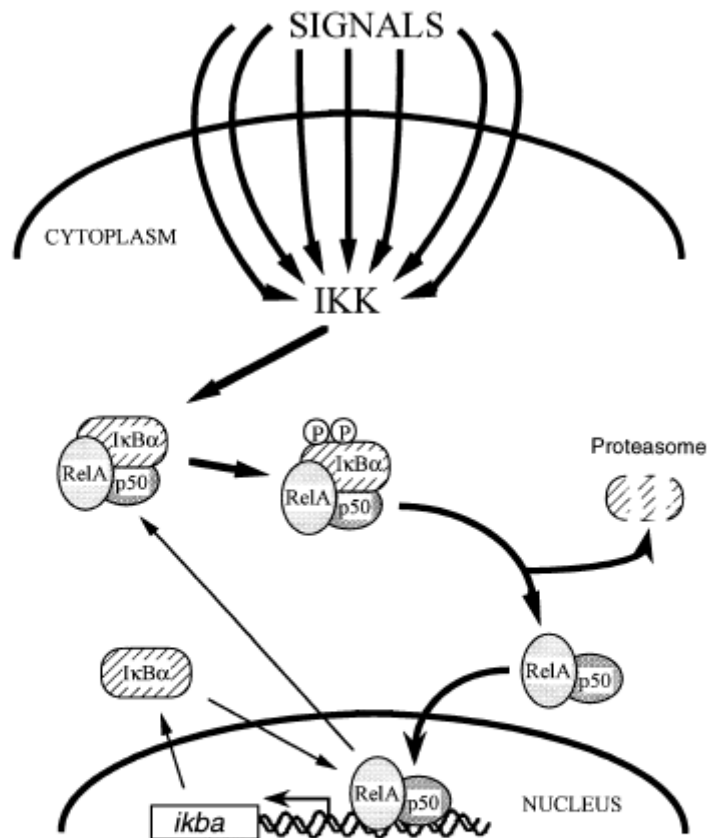 SIGNALS
CYTOPLASM
IKK
IκBα
RelA
p50
P P
IκBα
RelA
p50
Proteasome
RelA
p50
IκBα
RelA
p50
ikba
NUCLEUS